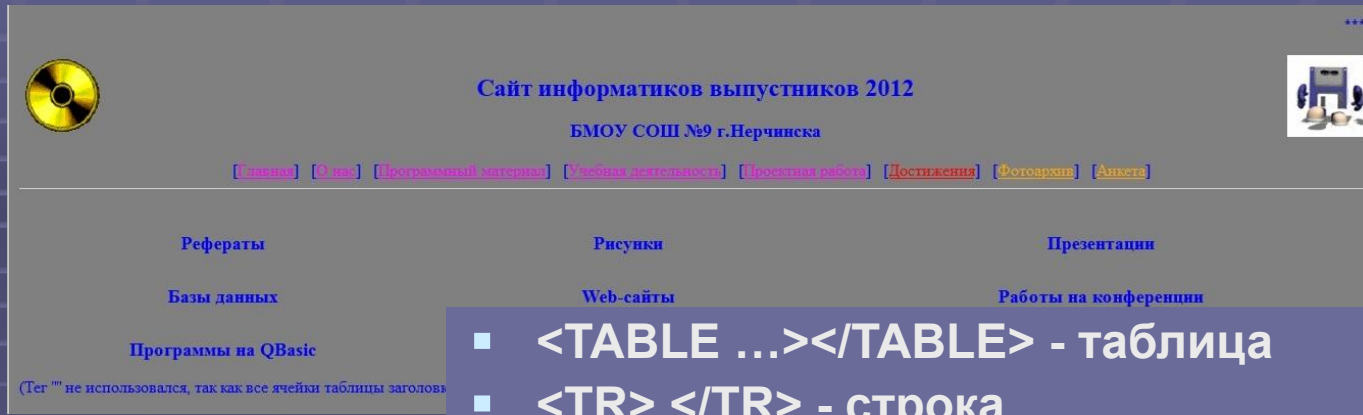 ***
Сайт информатиков выпустников 2012
БМОУ СОШ №9 г.Нерчинска
[Главная] [О нас] [Программный материал] [Учебная деятельность] [Проектная работа] [Достижения] [Фотоархив] [Анкета]
Рефераты Рисунки Презентации
Базы данных Web-сайты Работы на конференции
Программы на QBasic
(Тег "" не использовался, так как все ячейки таблицы заголовк
<TABLE …></TABLE> - таблица
<TR> </TR> - строка